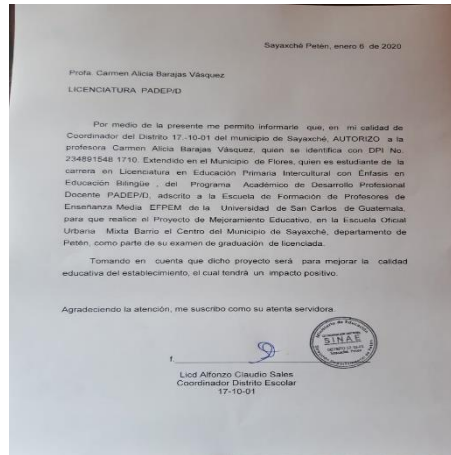 Sayaxché Petén, enero 6 de 2020
Profa. Carmen Alicia Barajas Vásquez
LICENCIATURA PADEP/D
Por medio de la presente me permito informarle que, en mi calidad de
Coordinador del Distrito 17.-10-01 del municipio de Sayaxché, AUTORIZO a la
profesora Carmen Alicia Barajas Vásquez, quien se identifica con DPI No.
234891548 1710. Extendido en el Municipio de Flores, quien es estudiante de la
carrera en Licenciatura en Educación Primaria Intercultural con Énfasis en
Educación Bilingüe , del Programa Académico de Desarrollo Profesional
Docente PADEP/D, adscrito a la Escuela de Formación de Profesores de
Enseñanza Media EFPEM de la Universidad de San Carlos de Guatemala,
para que realice el Proyecto de Mejoramiento Educativo, en la Escuela Oficial
Urbana Mixta Barrio el Centro del Municipio de Sayaxché, departamento de
Petén, como parte de su examen de graduación de licenciada.
Tomando en cuenta que dicho proyecto será para mejorar la calidad
educativa del establecimiento, el cual tendrá un impacto positivo.
Agradeciendo la atención, me suscribo como su atenta servidora.
Ministerio de Educación
SINAE
f.
Licd Alfonzo Claudio Sales
Coordinador Distrito Escolar
17-10-01